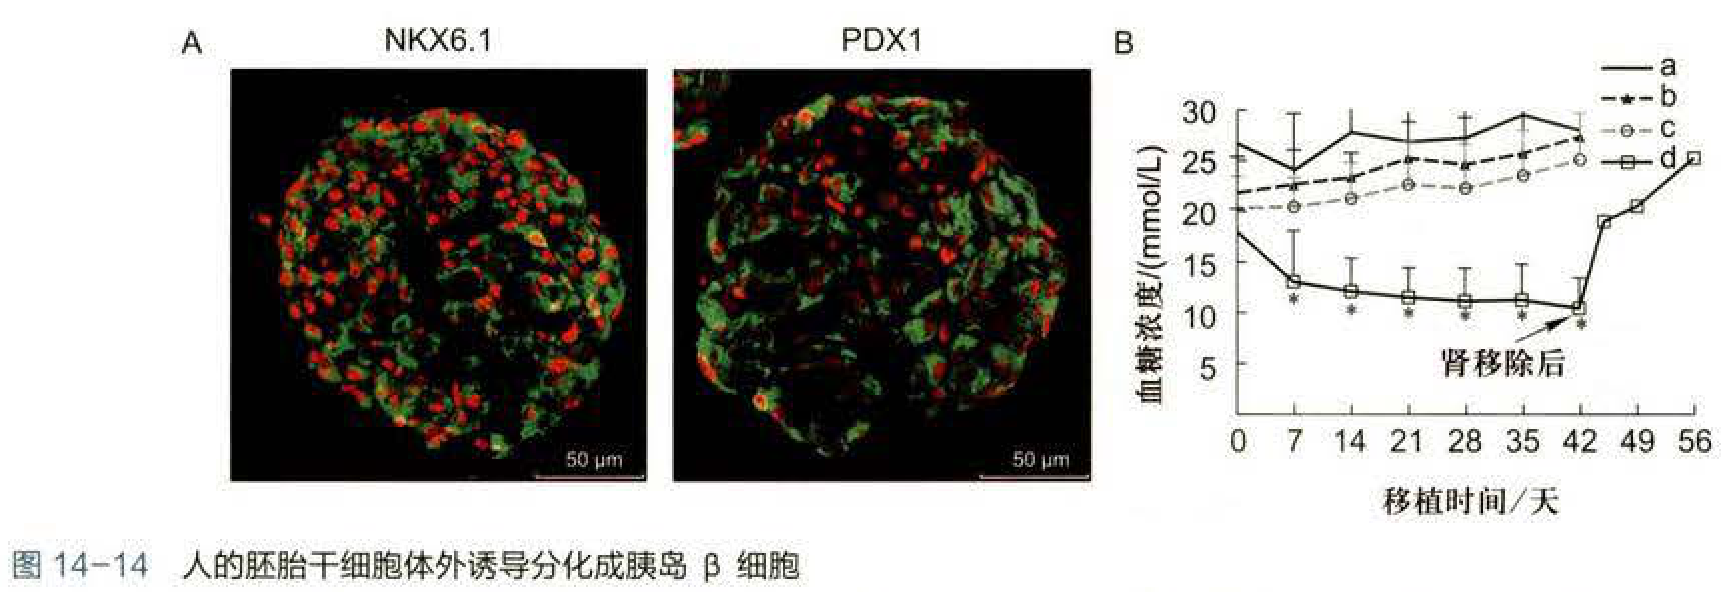 A
NKX6.1
PDX1
50 μm
50 μm
B
a
b
c
d
血糖浓度/(mmol/L)
30
25
20
15
10
5
* * * * * *
肾移除后
0 7 14 21 28 35 42 49 56
移植时间/天
图 14-14 人的胚胎干细胞体外诱导分化成胰岛 β 细胞